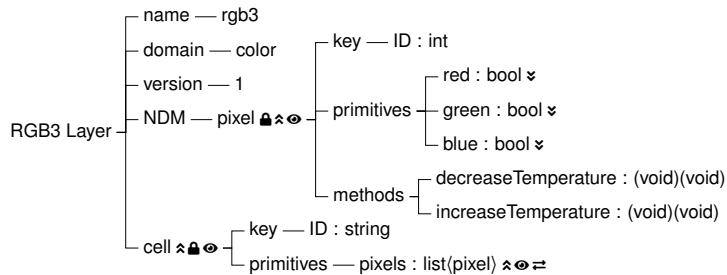 name — rgb3
domain — color
version — 1
RGB3 Layer
NDM — pixel
key — ID : int
primitives
red : bool
green : bool
blue : bool
methods
decreaseTemperature : (void)(void)
increaseTemperature : (void)(void)
cell
key — ID : string
primitives — pixels : list⟨pixel⟩